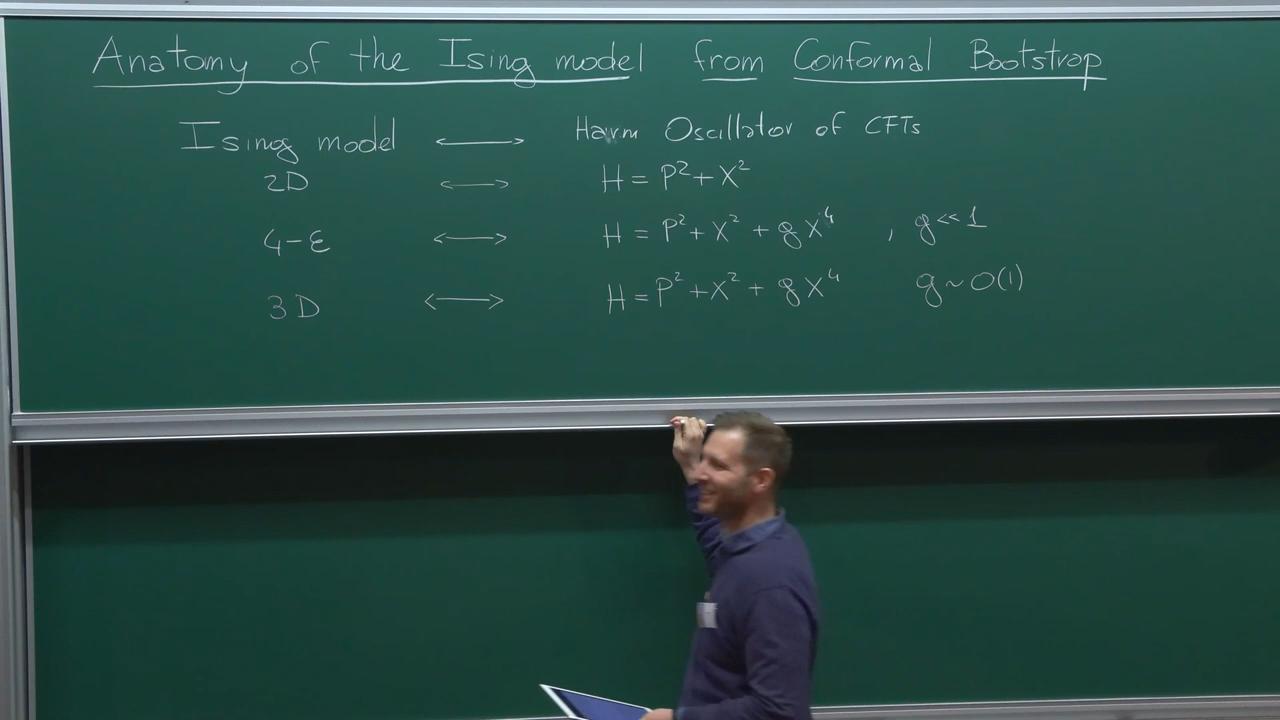 Anatomy of the Ising model from Conformal Bootstrap
Ising model ⟷ Harm Oscillator of CFTs
2D ⟷ H = P² + X²
4-ε ⟷ H = P² + X² + g X⁴ , g << 1
3D ⟷ H = P² + X² + g X⁴ g ~ O(1)